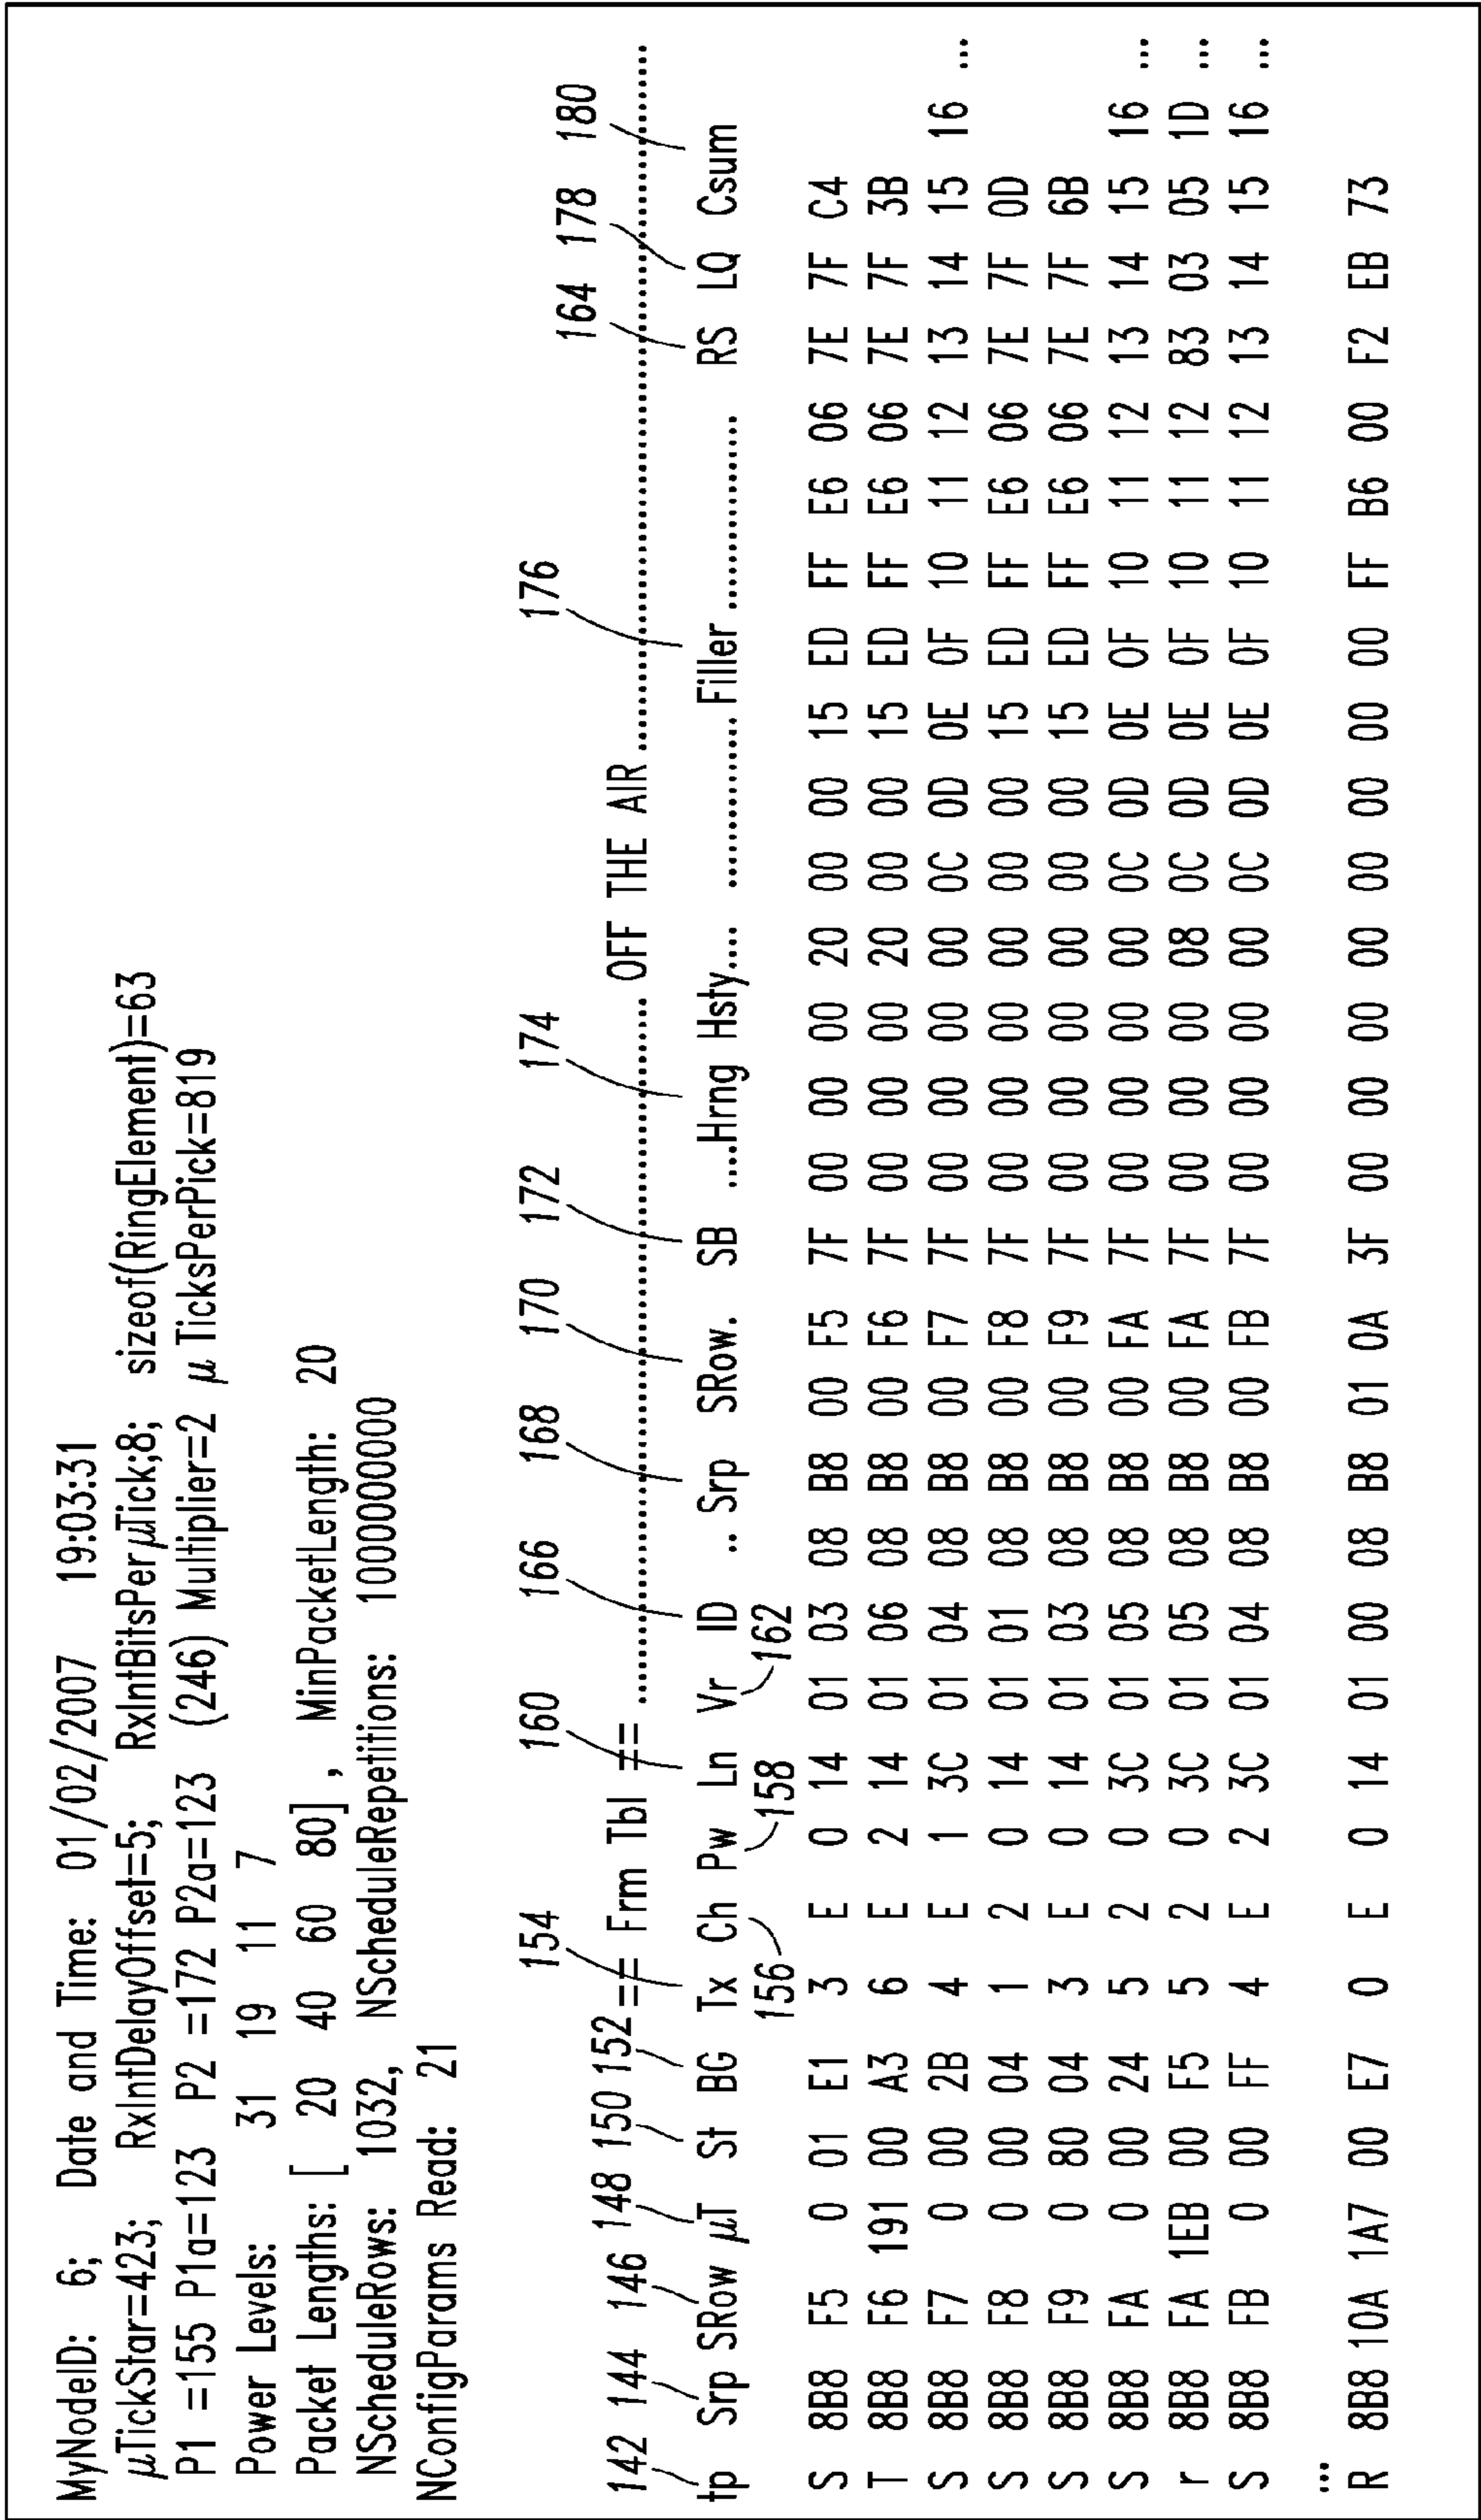 MyNodeID: 6; Date and Time: 01/02/2007 19:03:31
μTickStar=423; RxIntDelayOffset=5; RxIntBitsPerμTick;8; sizeof(RingElement)=63
P1 =155 P1a=123 P2 =172 P2a=123 (246) Multiplier=2 μ TicksPerPick=819
Power Levels: 31 19 11 7
Packet Lengths: [ 20 40 60 80] , MinPacketLength: 20
NScheduleRows: 1032, NScheduleRepetitions: 1000000000
NConfigParams Read: 21
154 160 166 168 170 172 174 176 164 178 180
142 144 146 148 150 152 == Frm Tbl == ........ OFF THE AIR ........
tp Srp SRow μT St BG Tx Ch Pw Ln Vr ID .. Srp SRow. SB ....Hrng Hsty.... ........Filler ........ RS LQ Csum
156 158 162
S 8B8 F5 0 01 E1 3 E 0 14 01 03 08 B8 00 F5 7F 00 00 00 20 00 00 15 ED FF E6 06 7E 7F C4
T 8B8 F6 191 00 A3 6 E 2 14 01 06 08 B8 00 F6 7F 00 00 00 20 00 00 15 ED FF E6 06 7E 7F 3B
S 8B8 F7 0 00 2B 4 E 1 3C 01 04 08 B8 00 F7 7F 00 00 00 00 0C 0D 0E 0F 10 11 12 13 14 15 16 ...
S 8B8 F8 0 00 04 1 2 0 14 01 01 08 B8 00 F8 7F 00 00 00 00 00 00 15 ED FF E6 06 7E 7F 0D
S 8B8 F9 0 80 04 3 E 0 14 01 03 08 B8 00 F9 7F 00 00 00 00 00 00 15 ED FF E6 06 7E 7F 6B
S 8B8 FA 0 00 24 5 2 0 3C 01 05 08 B8 00 FA 7F 00 00 00 00 0C 0D 0E 0F 10 11 12 13 14 15 16 ...
r 8B8 FA 1EB 00 F5 5 2 0 3C 01 05 08 B8 00 FA 7F 00 00 00 08 0C 0D 0E 0F 10 11 12 83 03 05 1D ...
S 8B8 FB 0 00 FF 4 E 2 3C 01 04 08 B8 00 FB 7F 00 00 00 00 0C 0D 0E 0F 10 11 12 13 14 15 16 ...
...
R 8B8 10A 1A7 00 E7 0 E 0 14 01 00 08 B8 01 0A 3F 00 00 00 00 00 00 00 00 FF B6 00 F2 EB 73